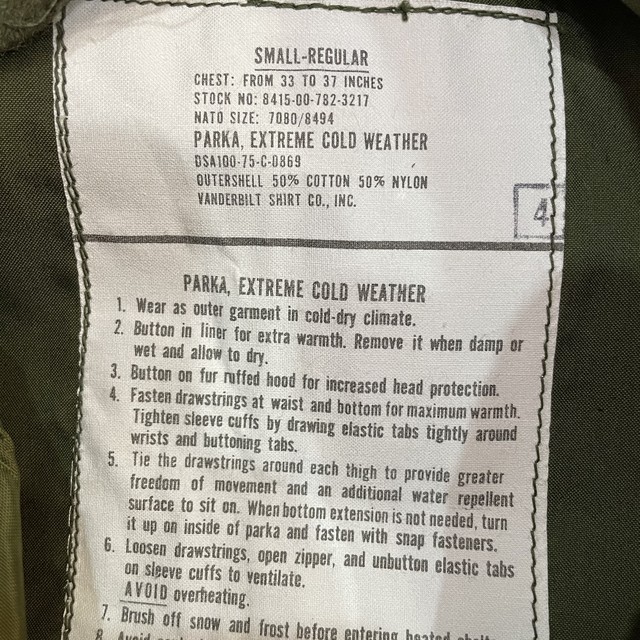 SMALL-REGULAR
CHEST: FROM 33 TO 37 INCHES
STOCK NO: 8415-00-782-3217
NATO SIZE: 7080/8494
PARKA, EXTREME COLD WEATHER
DSA100-75-C-0869
OUTERSHELL 50% COTTON 50% NYLON
VANDERBILT SHIRT CO., INC.
4
PARKA, EXTREME COLD WEATHER
1. Wear as outer garment in cold-dry climate.
2. Button in liner for extra warmth. Remove it when damp or
wet and allow to dry.
3. Button on fur ruffed hood for increased head protection.
4. Fasten drawstrings at waist and bottom for maximum warmth.
Tighten sleeve cuffs by drawing elastic tabs tightly around
wrists and buttoning tabs.
5. Tie the drawstrings around each thigh to provide greater
freedom of movement and an additional water repellent
surface to sit on. When bottom extension is not needed, turn
it up on inside of parka and fasten with snap fasteners.
6. Loosen drawstrings, open zipper, and unbutton elastic tabs
on sleeve cuffs to ventilate.
AVOID overheating.
7. Brush off snow and frost before entering heated
8. Avoid